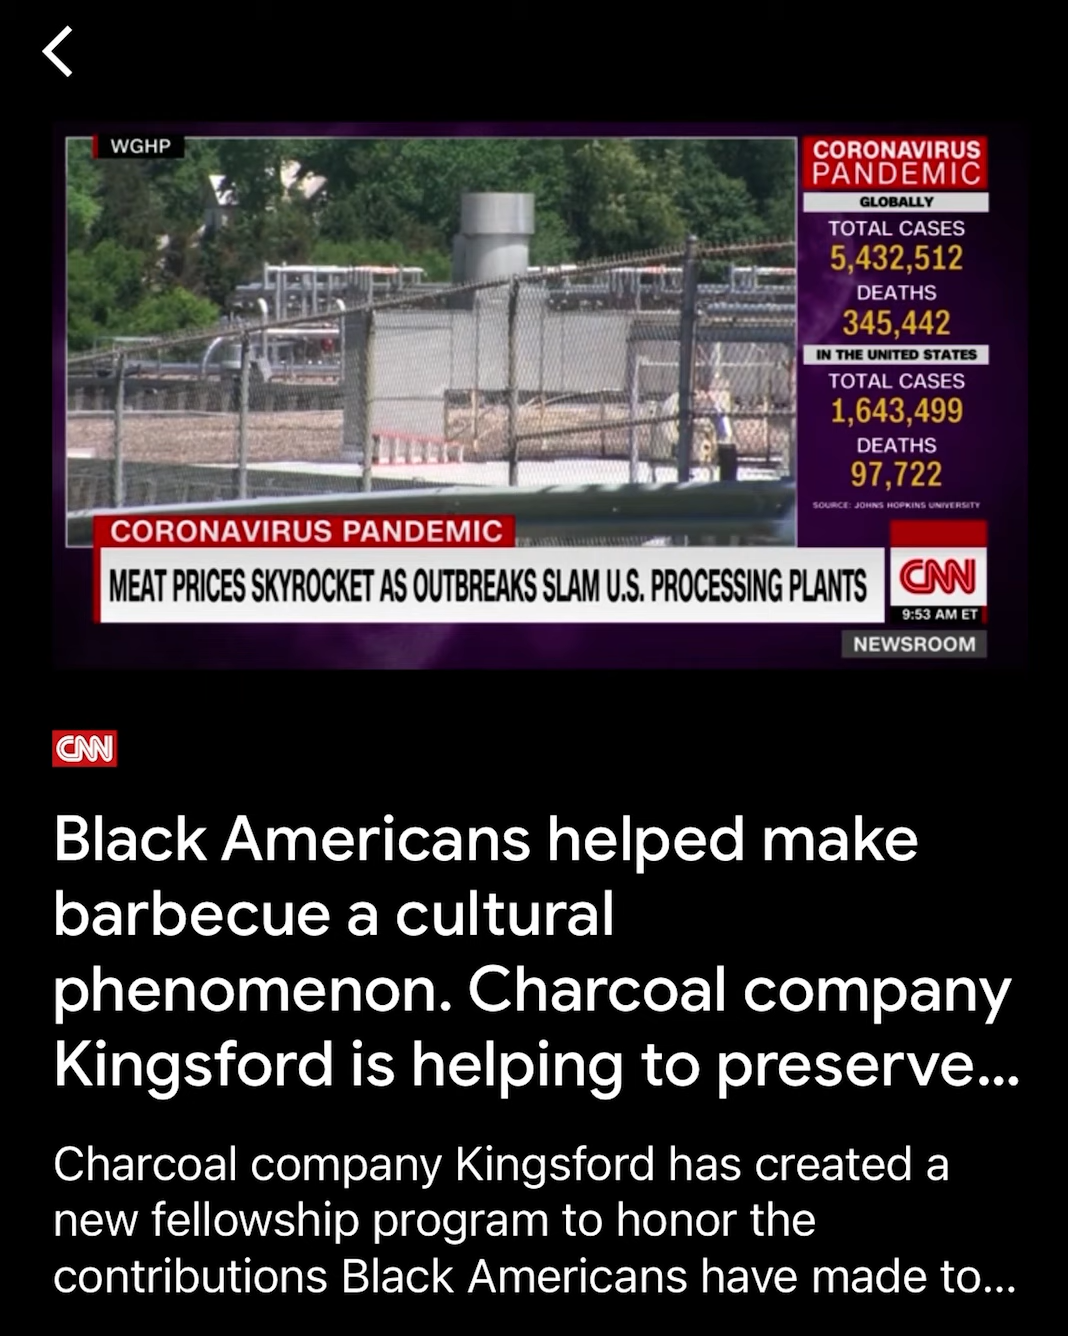 WGHP
CORONAVIRUS
PANDEMIC
GLOBALLY
TOTAL CASES
5,432,512
DEATHS
345,442
IN THE UNITED STATES
TOTAL CASES
1,643,499
DEATHS
97,722
SOURCE: JOHNS HOPKINS UNIVERSITY
CORONAVIRUS PANDEMIC
MEAT PRICES SKYROCKET AS OUTBREAKS SLAM U.S. PROCESSING PLANTS
CNN
9:53 AM ET
NEWSROOM
CNN
Black Americans helped make
barbecue a cultural
phenomenon. Charcoal company
Kingsford is helping to preserve...
Charcoal company Kingsford has created a
new fellowship program to honor the
contributions Black Americans have made to...